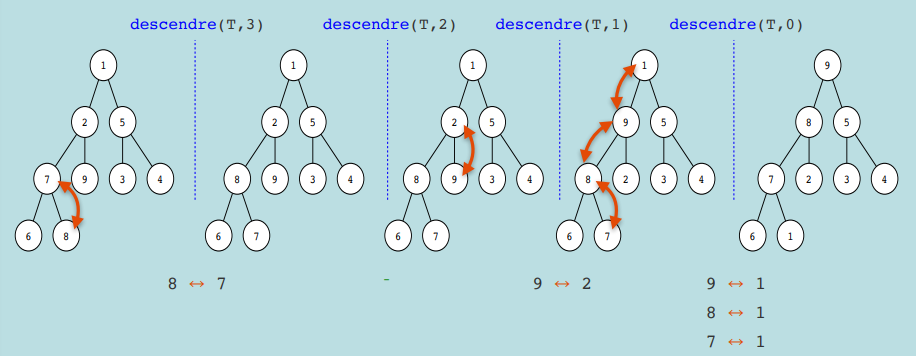 descendre(T,3) descendre(T,2) descendre(T,1) descendre(T,0)
1 1 1 1 9
2 5 2 5 2 5 9 5 8 5
7 9 3 4 8 9 3 4 8 9 3 4 8 2 3 4 7 2 3 4
6 8 6 7 6 7 6 7 6 1
8 ↔ 7 – 9 ↔ 2 9 ↔ 1
8 ↔ 1
7 ↔ 1